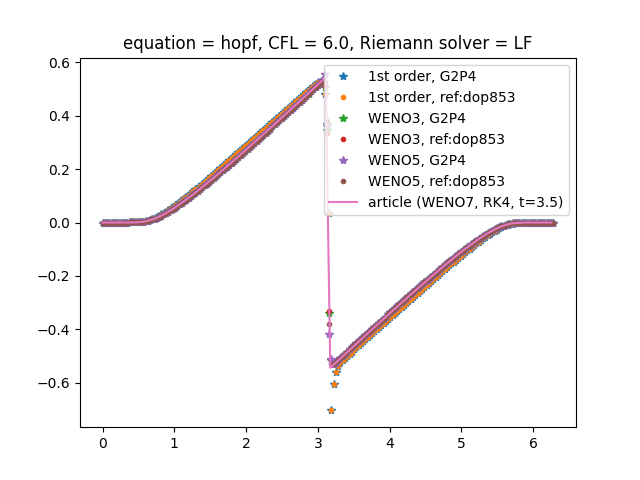 equation = hopf, CFL = 6.0, Riemann solver = LF
0.6
0.4
0.2
0.0
−0.2
−0.4
−0.6
1st order, G2P4
1st order, ref:dop853
WENO3, G2P4
WENO3, ref:dop853
WENO5, G2P4
WENO5, ref:dop853
article (WENO7, RK4, t=3.5)
0 1 2 3 4 5 6